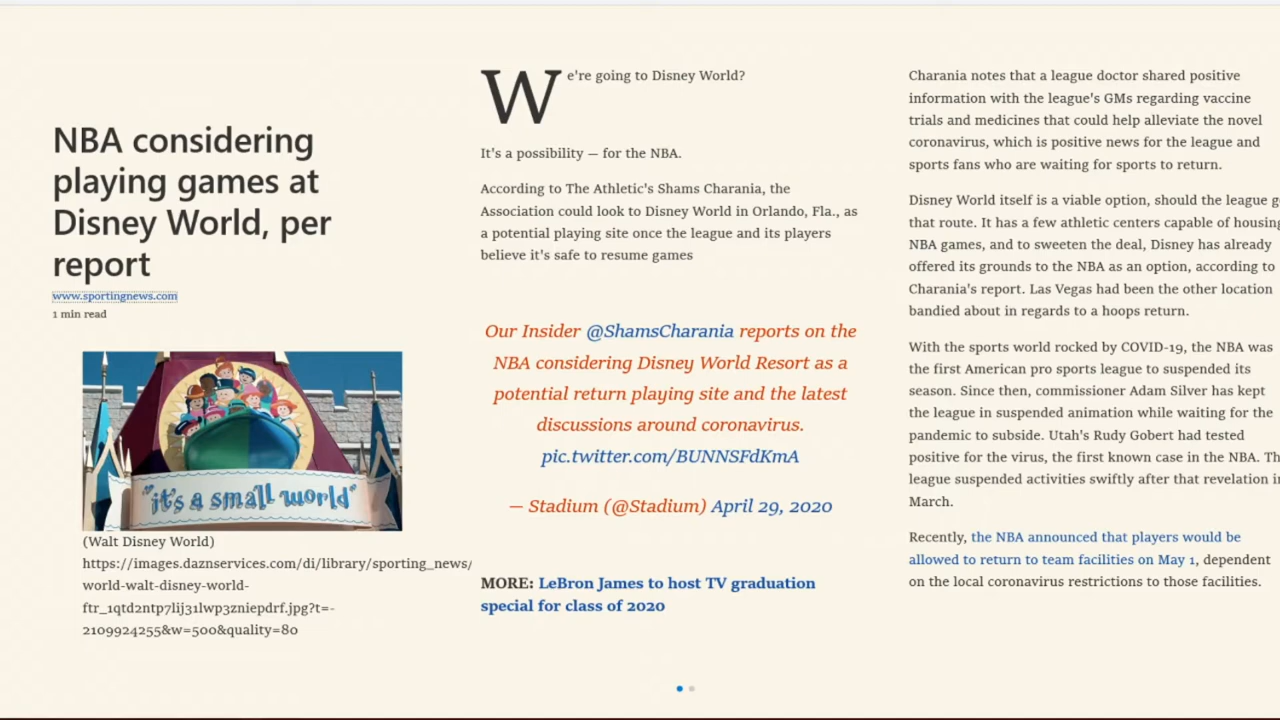 NBA considering
playing games at
Disney World, per
report
www.sportingnews.com
1 min read
"it's a small world"
(Walt Disney World)
https://images.daznservices.com/di/library/sporting_news/
world-walt-disney-world-
ftr_1qtd2ntp7lij31lwp3zniepdrf.jpg?t=-
2109924255&w=500&quality=80
We're going to Disney World?
It's a possibility — for the NBA.
According to The Athletic's Shams Charania, the
Association could look to Disney World in Orlando, Fla., as
a potential playing site once the league and its players
believe it's safe to resume games
Our Insider @ShamsCharania reports on the
NBA considering Disney World Resort as a
potential return playing site and the latest
discussions around coronavirus.
pic.twitter.com/BUNNSFdKmA
— Stadium (@Stadium) April 29, 2020
MORE: LeBron James to host TV graduation
special for class of 2020
Charania notes that a league doctor shared positive
information with the league's GMs regarding vaccine
trials and medicines that could help alleviate the novel
coronavirus, which is positive news for the league and
sports fans who are waiting for sports to return.
Disney World itself is a viable option, should the league g
that route. It has a few athletic centers capable of housing
NBA games, and to sweeten the deal, Disney has already
offered its grounds to the NBA as an option, according to
Charania's report. Las Vegas had been the other location
bandied about in regards to a hoops return.
With the sports world rocked by COVID-19, the NBA was
the first American pro sports league to suspended its
season. Since then, commissioner Adam Silver has kept
the league in suspended animation while waiting for the
pandemic to subside. Utah's Rudy Gobert had tested
positive for the virus, the first known case in the NBA. Th
league suspended activities swiftly after that revelation in
March.
Recently, the NBA announced that players would be
allowed to return to team facilities on May 1, dependent
on the local coronavirus restrictions to those facilities.